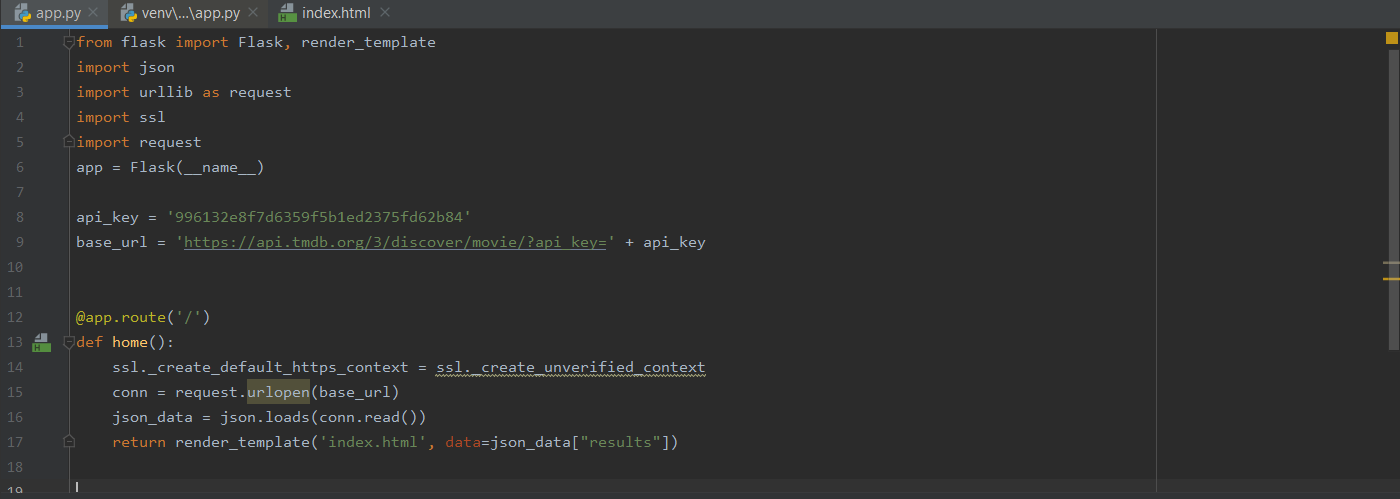 app.py venv\...\app.py index.html
1 from flask import Flask, render_template
2 import json
3 import urllib as request
4 import ssl
5 import request
6 app = Flask(__name__)
7
8 api_key = '996132e8f7d6359f5b1ed2375fd62b84'
9 base_url = 'https://api.tmdb.org/3/discover/movie/?api_key=' + api_key
10
11
12 @app.route('/')
13 def home():
14 ssl._create_default_https_context = ssl._create_unverified_context
15 conn = request.urlopen(base_url)
16 json_data = json.loads(conn.read())
17 return render_template('index.html', data=json_data["results"])
18
19